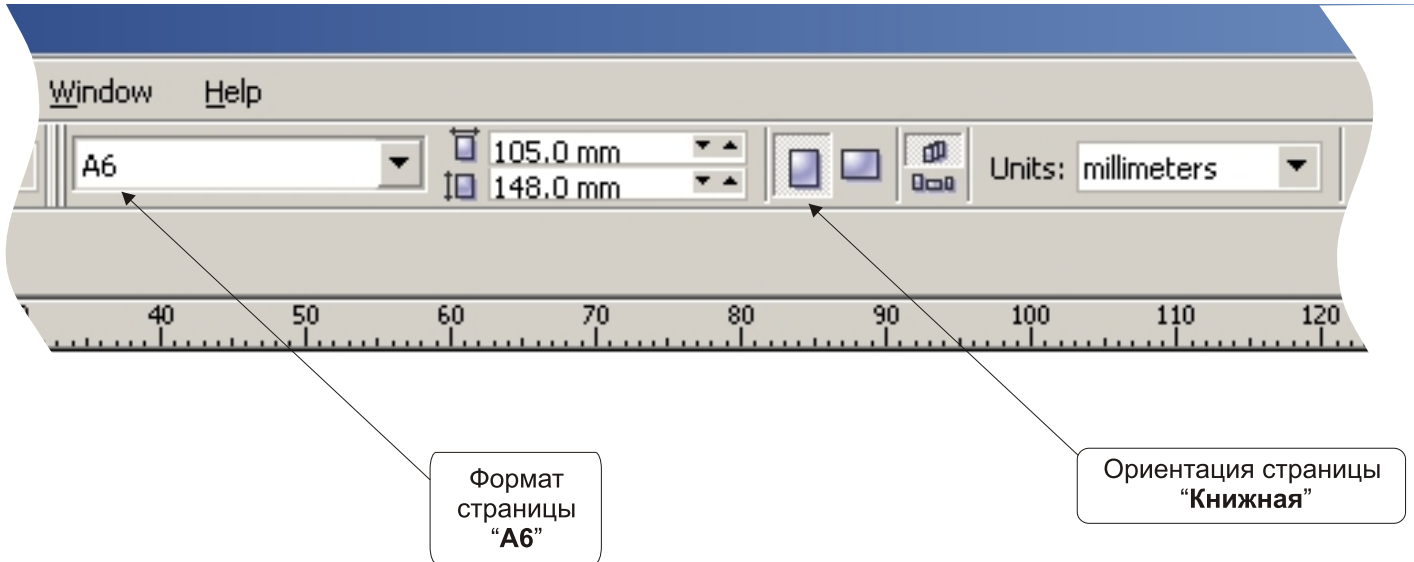 Window Help
A6 105.0 mm
148.0 mm
Units: millimeters
40 50 60 70 80 90 100 110 120
Формат
страницы
“А6”
Ориентация страницы
“Книжная”